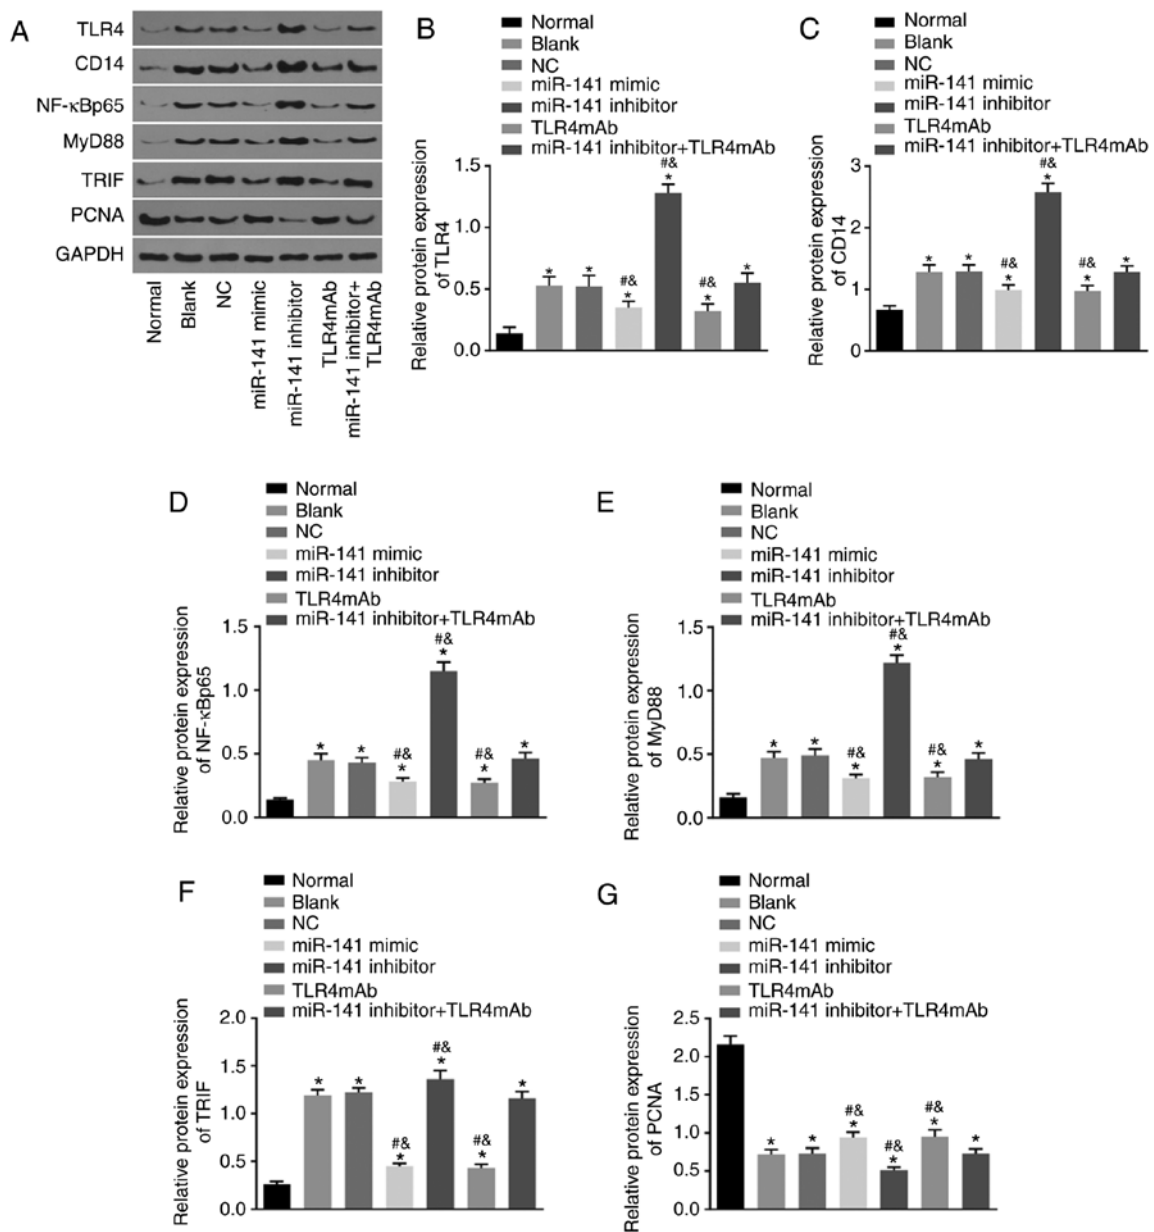 A
TLR4
CD14
NF-κBp65
MyD88
TRIF
PCNA
GAPDH
Normal
Blank
NC
miR-141 mimic
miR-141 inhibitor
TLR4mAb
miR-141 inhibitor+
TLR4mAb
B
Normal
Blank
NC
miR-141 mimic
miR-141 inhibitor
TLR4mAb
miR-141 inhibitor+TLR4mAb
Relative protein expression
of TLR4
1.5
1.0
0.5
0.0
* * #& * #& * #& * *
C
Normal
Blank
NC
miR-141 mimic
miR-141 inhibitor
TLR4mAb
miR-141 inhibitor+TLR4mAb
Relative protein expression
of CD14
3
2
1
0
* * #& * #& * #& * *
D
Normal
Blank
NC
miR-141 mimic
miR-141 inhibitor
TLR4mAb
miR-141 inhibitor+TLR4mAb
Relative protein expression
of NF-κBp65
1.5
1.0
0.5
0.0
* * #& * #& * #& * *
E
Normal
Blank
NC
miR-141 mimic
miR-141 inhibitor
TLR4mAb
miR-141 inhibitor+TLR4mAb
Relative protein expression
of MyD88
1.5
1.0
0.5
0.0
* * #& * #& * #& * *
F
Normal
Blank
NC
miR-141 mimic
miR-141 inhibitor
TLR4mAb
miR-141 inhibitor+TLR4mAb
Relative protein expression
of TRIF
2.0
1.5
1.0
0.5
0.0
* * #& * #& * #& * *
G
Normal
Blank
NC
miR-141 mimic
miR-141 inhibitor
TLR4mAb
miR-141 inhibitor+TLR4mAb
Relative protein expression
of PCNA
2.5
2.0
1.5
1.0
0.5
0.0
* * #& * #& * #& * *